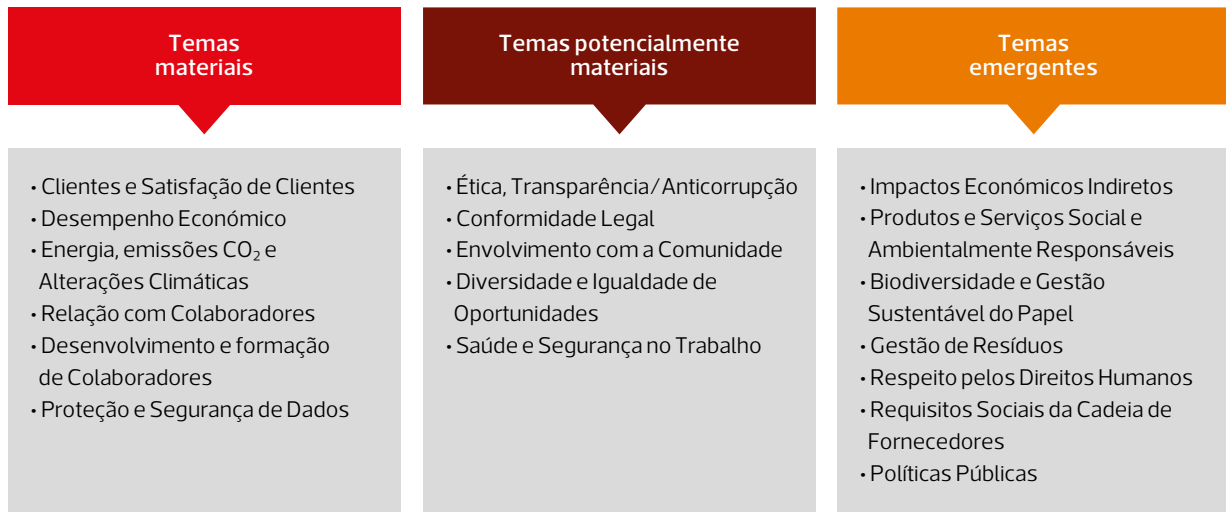 Temas
materiais
• Clientes e Satisfação de Clientes
• Desempenho Económico
• Energia, emissões CO₂ e
Alterações Climáticas
• Relação com Colaboradores
• Desenvolvimento e formação
de Colaboradores
• Proteção e Segurança de Dados
Temas potencialmente
materiais
• Ética, Transparência/Anticorrupção
• Conformidade Legal
• Envolvimento com a Comunidade
• Diversidade e Igualdade de
Oportunidades
• Saúde e Segurança no Trabalho
Temas
emergentes
• Impactos Económicos Indiretos
• Produtos e Serviços Social e
Ambientalmente Responsáveis
• Biodiversidade e Gestão
Sustentável do Papel
• Gestão de Resíduos
• Respeito pelos Direitos Humanos
• Requisitos Sociais da Cadeia de
Fornecedores
• Políticas Públicas